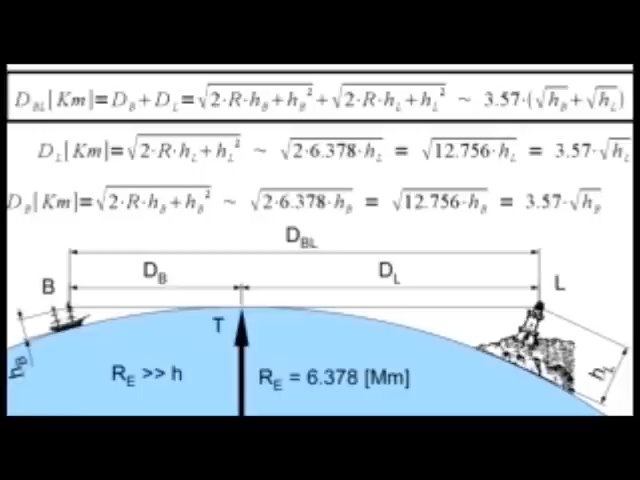 D_BL[Km]=D_B+D_L=√(2·R·h_B+h_B²)+√(2·R·h_L+h_L²) ~ 3.57·(√h_B+√h_L)
D_L[Km]=√(2·R·h_L+h_L²) ~ √(2·6.378·h_L) = √(12.756·h_L) = 3.57·√h_L
D_B[Km]=√(2·R·h_B+h_B²) ~ √(2·6.378·h_B) = √(12.756·h_B) = 3.57·√h_B
D_BL
D_B D_L
B L
T
h_B h_L
R_E >> h R_E = 6.378 [Mm]